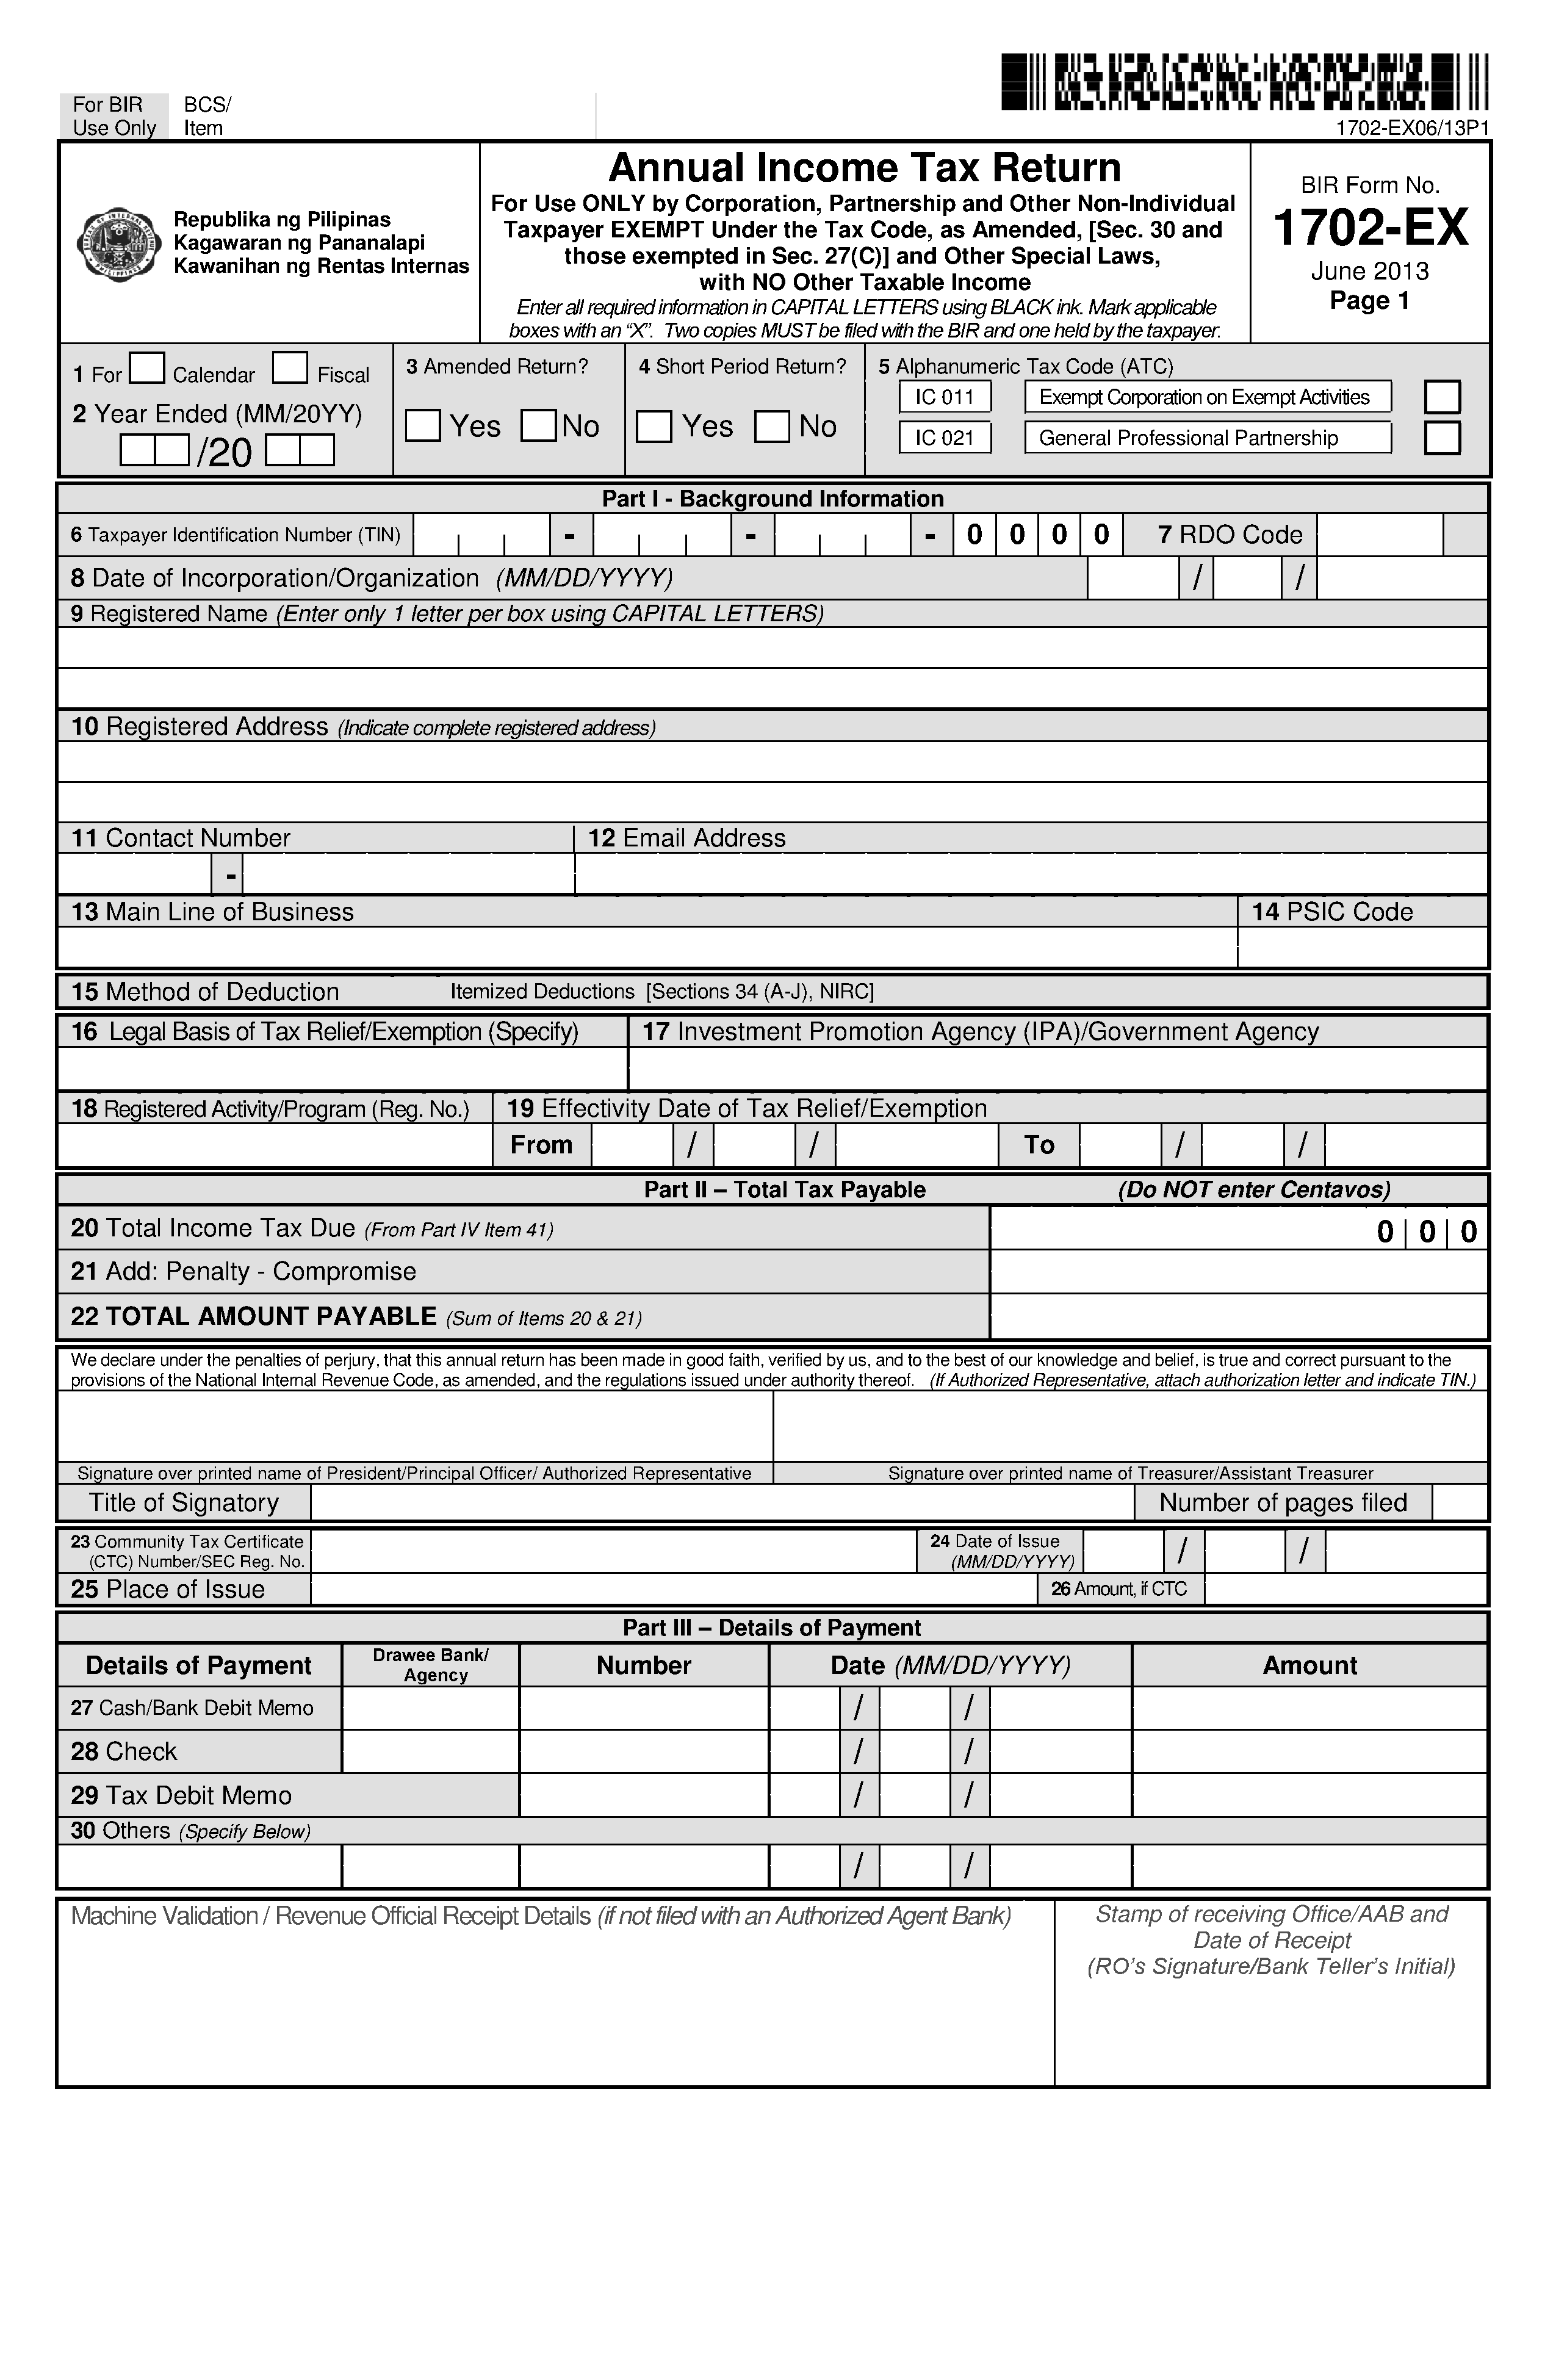 For BIR BCS/
Use Only Item
1702-EX06/13P1
Republika ng Pilipinas
Kagawaran ng Pananalapi
Kawanihan ng Rentas Internas
Annual Income Tax Return
For Use ONLY by Corporation, Partnership and Other Non-Individual
Taxpayer EXEMPT Under the Tax Code, as Amended, [Sec. 30 and
those exempted in Sec. 27(C)] and Other Special Laws,
with NO Other Taxable Income
Enter all required information in CAPITAL LETTERS using BLACK ink. Mark applicable
boxes with an “X”. Two copies MUST be filed with the BIR and one held by the taxpayer.
BIR Form No.
1702-EX
June 2013
Page 1
1 For Calendar Fiscal
2 Year Ended (MM/20YY)
/20
3 Amended Return?
Yes No
4 Short Period Return?
Yes No
5 Alphanumeric Tax Code (ATC)
IC 011 Exempt Corporation on Exempt Activities
IC 021 General Professional Partnership
Part I - Background Information
6 Taxpayer Identification Number (TIN) - - - 0 0 0 0 7 RDO Code
8 Date of Incorporation/Organization (MM/DD/YYYY) / /
9 Registered Name (Enter only 1 letter per box using CAPITAL LETTERS)
10 Registered Address (Indicate complete registered address)
11 Contact Number 12 Email Address
-
13 Main Line of Business 14 PSIC Code
15 Method of Deduction Itemized Deductions [Sections 34 (A-J), NIRC]
16 Legal Basis of Tax Relief/Exemption (Specify) 17 Investment Promotion Agency (IPA)/Government Agency
18 Registered Activity/Program (Reg. No.) 19 Effectivity Date of Tax Relief/Exemption
From / / To / /
Part II – Total Tax Payable (Do NOT enter Centavos)
20 Total Income Tax Due (From Part IV Item 41) 0 0 0
21 Add: Penalty - Compromise
22 TOTAL AMOUNT PAYABLE (Sum of Items 20 & 21)
We declare under the penalties of perjury, that this annual return has been made in good faith, verified by us, and to the best of our knowledge and belief, is true and correct pursuant to the
provisions of the National Internal Revenue Code, as amended, and the regulations issued under authority thereof. (If Authorized Representative, attach authorization letter and indicate TIN.)
Signature over printed name of President/Principal Officer/ Authorized Representative Signature over printed name of Treasurer/Assistant Treasurer
Title of Signatory Number of pages filed
23 Community Tax Certificate
(CTC) Number/SEC Reg. No.
24 Date of Issue
(MM/DD/YYYY) / /
25 Place of Issue 26 Amount, if CTC
Part III – Details of Payment
Details of Payment Drawee Bank/
Agency Number Date (MM/DD/YYYY) Amount
27 Cash/Bank Debit Memo / /
28 Check / /
29 Tax Debit Memo / /
30 Others (Specify Below)
/ /
Machine Validation / Revenue Official Receipt Details (if not filed with an Authorized Agent Bank)
Stamp of receiving Office/AAB and
Date of Receipt
(RO’s Signature/Bank Teller’s Initial)